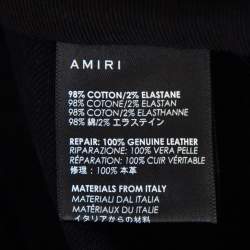 AMIRI
98% COTTON/2% ELASTANE
98% COTONE/2% ELASTAN
98% COTON/2% ELASTHANNE
98% 綿/2% エラステイン
REPAIR: 100% GENUINE LEATHER
RIPARAZIONE: 100% VERA PELLE
RÉPARATION: 100% CUIR VÉRITABLE
修理: 100% 本革
MATERIALS FROM ITALY
MATERIALI DAL ITALIA
MATÉRIAUX DU ITALIE
イタリアからの素材